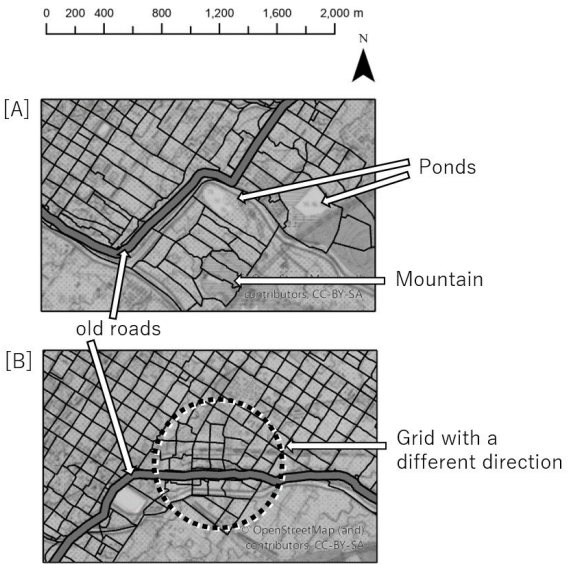 0 200 400 800 1,200 1,600 2,000 m
N
[A]
Ponds
Mountain
contributors, CC-BY-SA
old roads
[B]
Grid with a
different direction
© OpenStreetMap (and)
contributors, CC-BY-SA